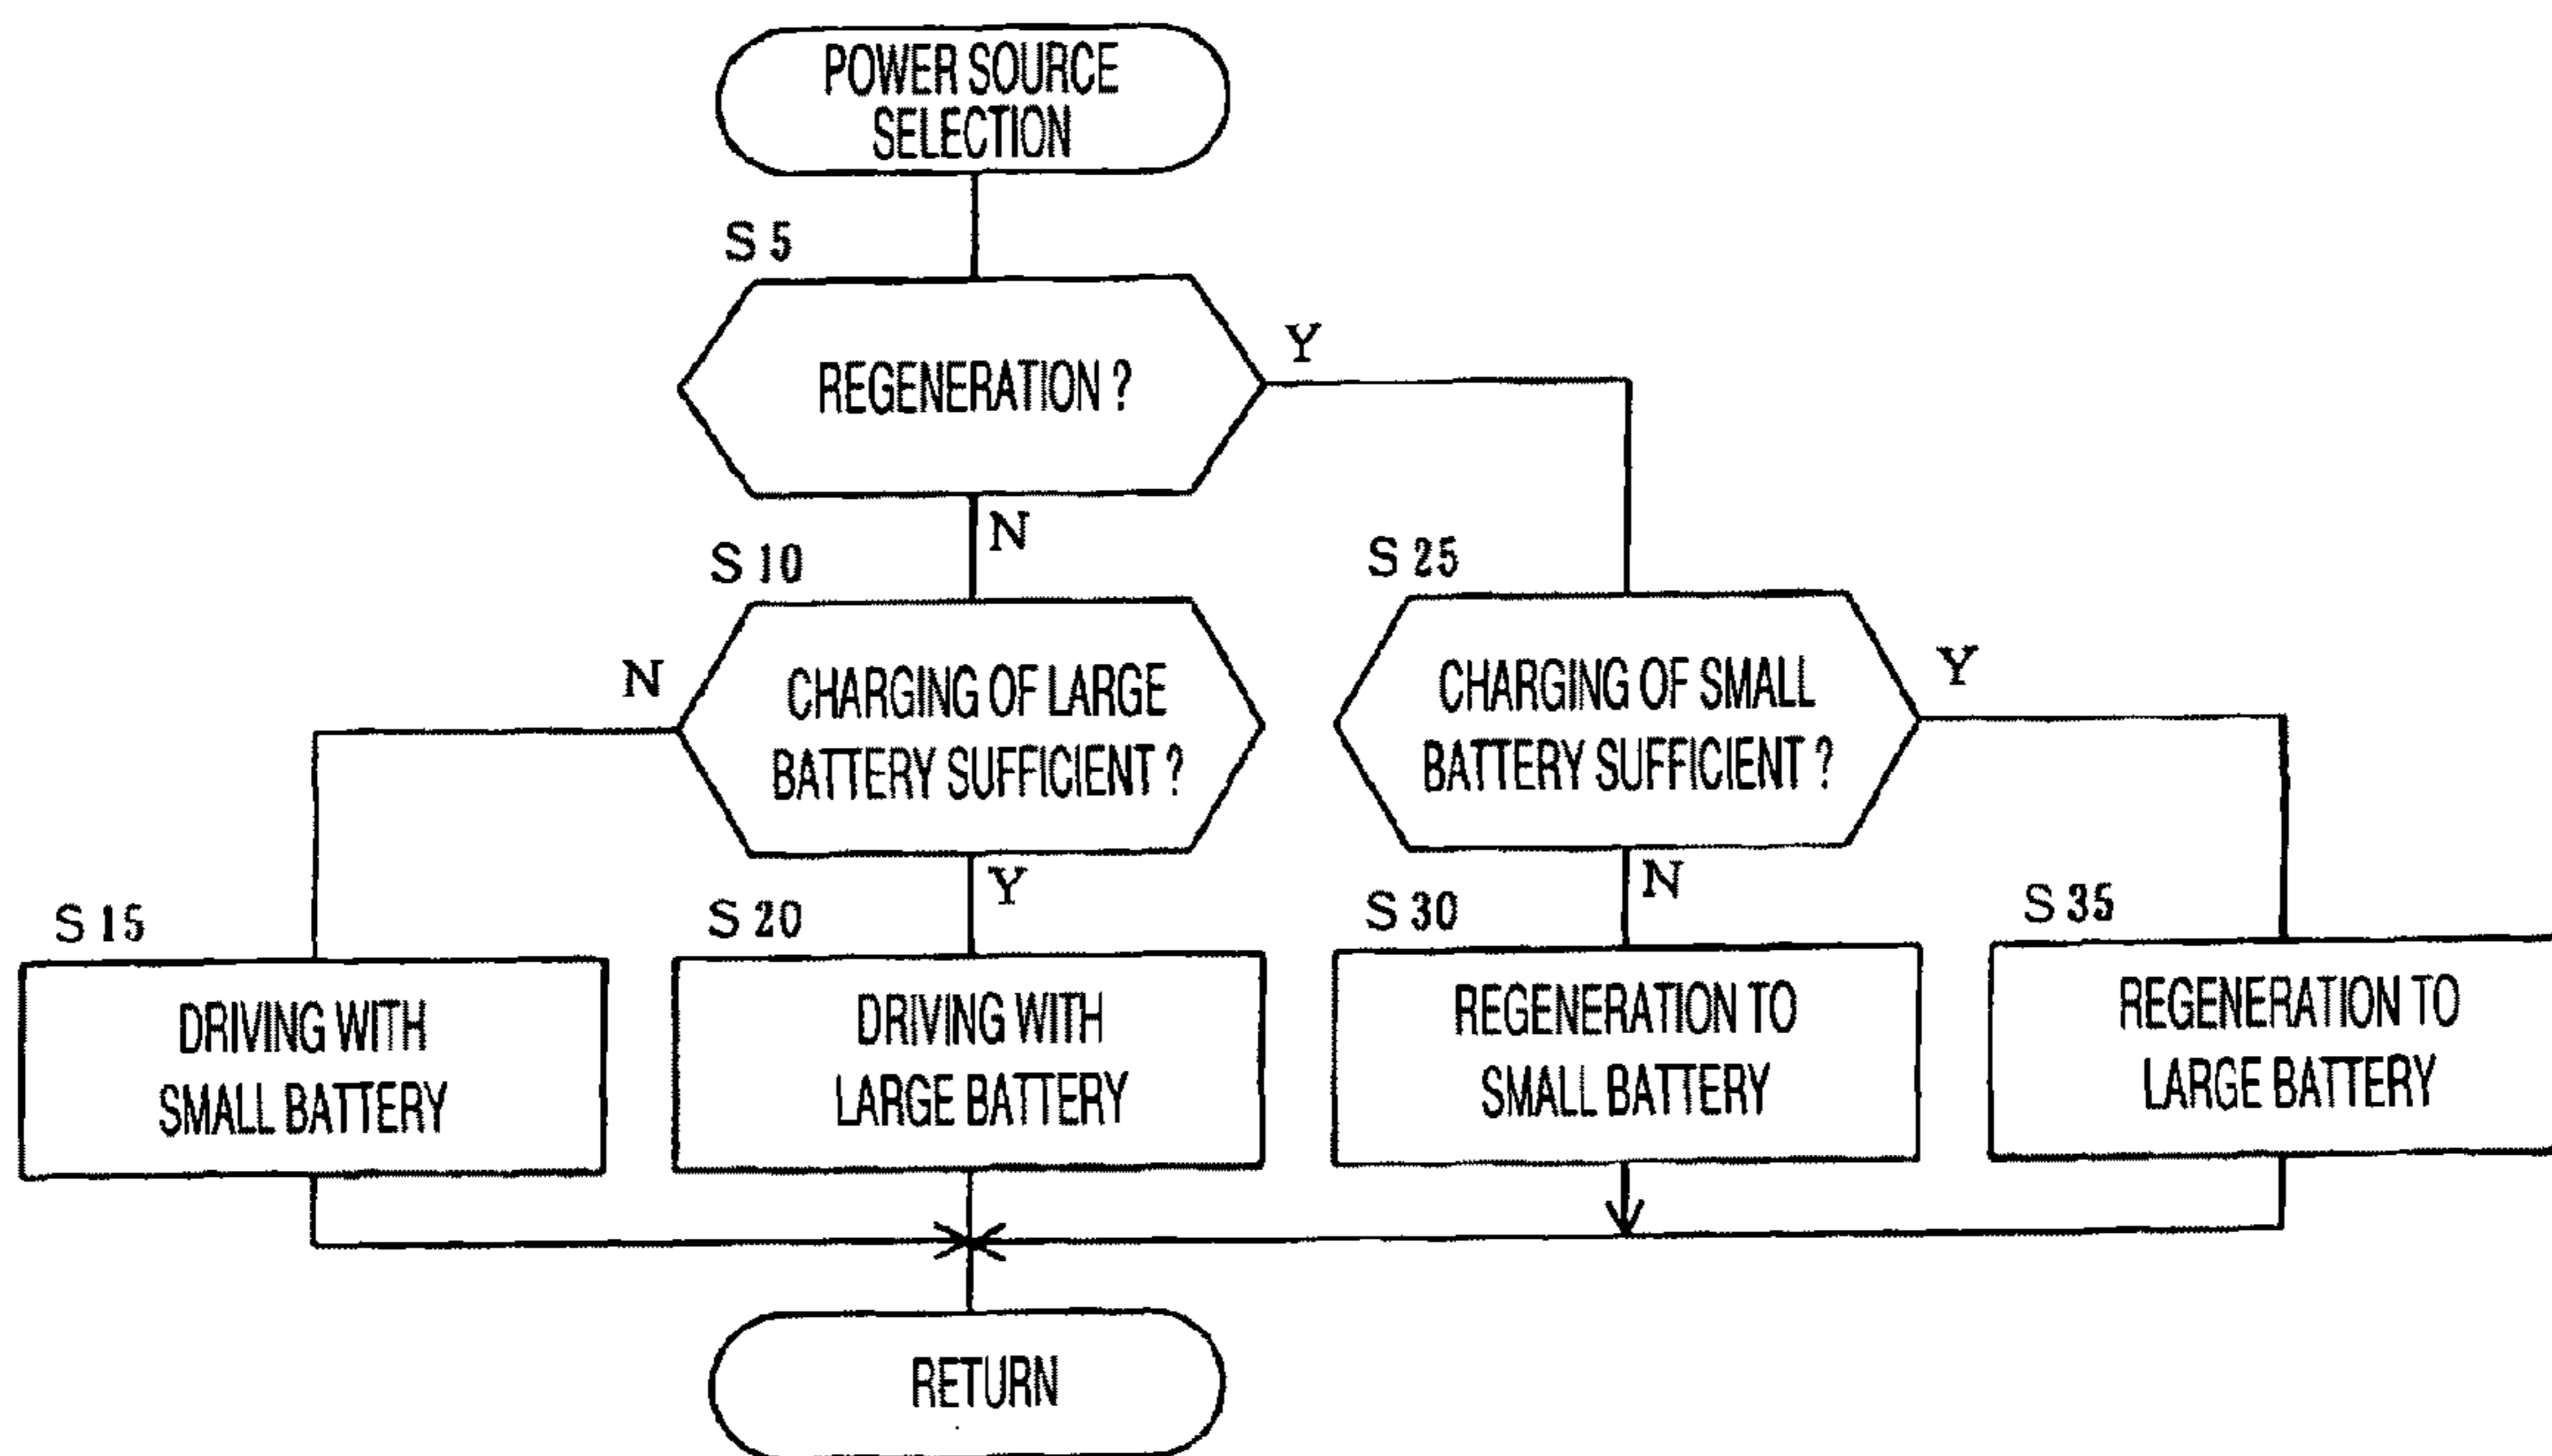 POWER SOURCE
SELECTION
S 5
REGENERATION ?
Y
N
S 10
CHARGING OF LARGE
BATTERY SUFFICIENT ?
N
Y
S 25
CHARGING OF SMALL
BATTERY SUFFICIENT ?
Y
N
S 15
DRIVING WITH
SMALL BATTERY
S 20
DRIVING WITH
LARGE BATTERY
S 30
REGENERATION TO
SMALL BATTERY
S 35
REGENERATION TO
LARGE BATTERY
RETURN